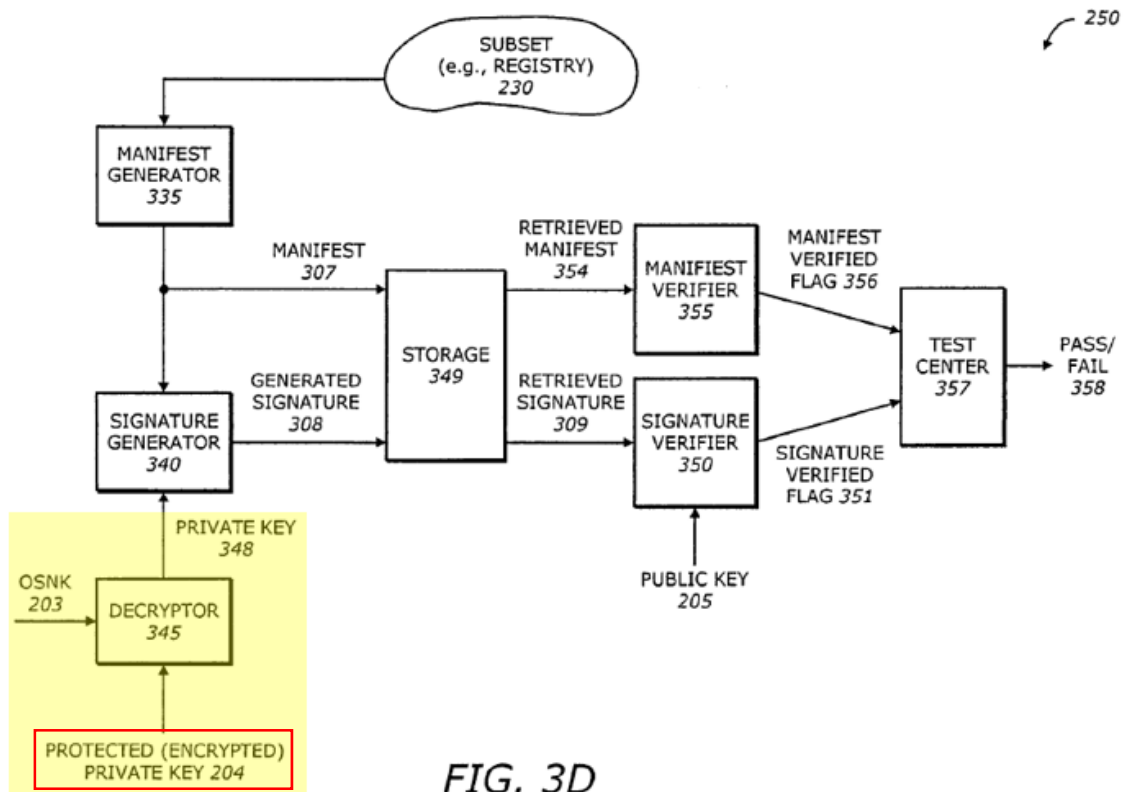 250
SUBSET
(e.g., REGISTRY)
230
MANIFEST
GENERATOR
335
MANIFEST
307
RETRIEVED
MANIFEST
354
MANIFIEST
VERIFIER
355
MANIFEST
VERIFIED
FLAG 356
STORAGE
349
TEST
CENTER
357
PASS/
FAIL
358
SIGNATURE
GENERATOR
340
GENERATED
SIGNATURE
308
RETRIEVED
SIGNATURE
309
SIGNATURE
VERIFIER
350
SIGNATURE
VERIFIED
FLAG 351
PRIVATE KEY
348
PUBLIC KEY
205
OSNK
203
DECRYPTOR
345
PROTECTED (ENCRYPTED)
PRIVATE KEY 204
FIG. 3D